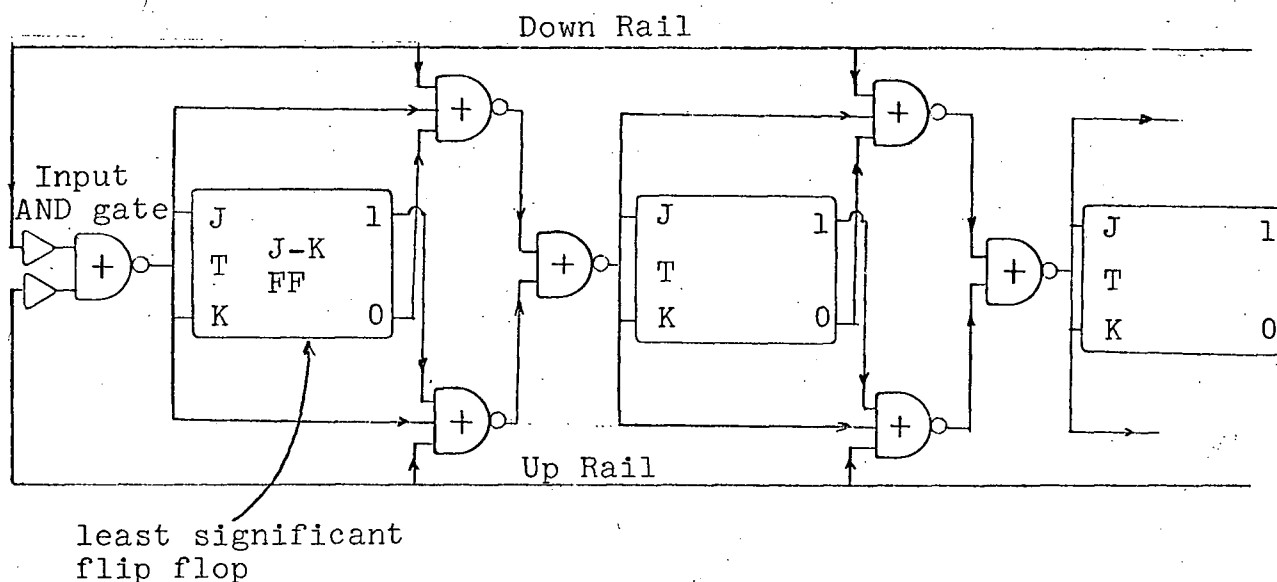 Down Rail
Input
AND gate
+
+
+
+
+
+
+
J 1
T J-K
FF
K 0
J 1
T
K 0
J 1
T
K 0
Up Rail
least significant
flip flop